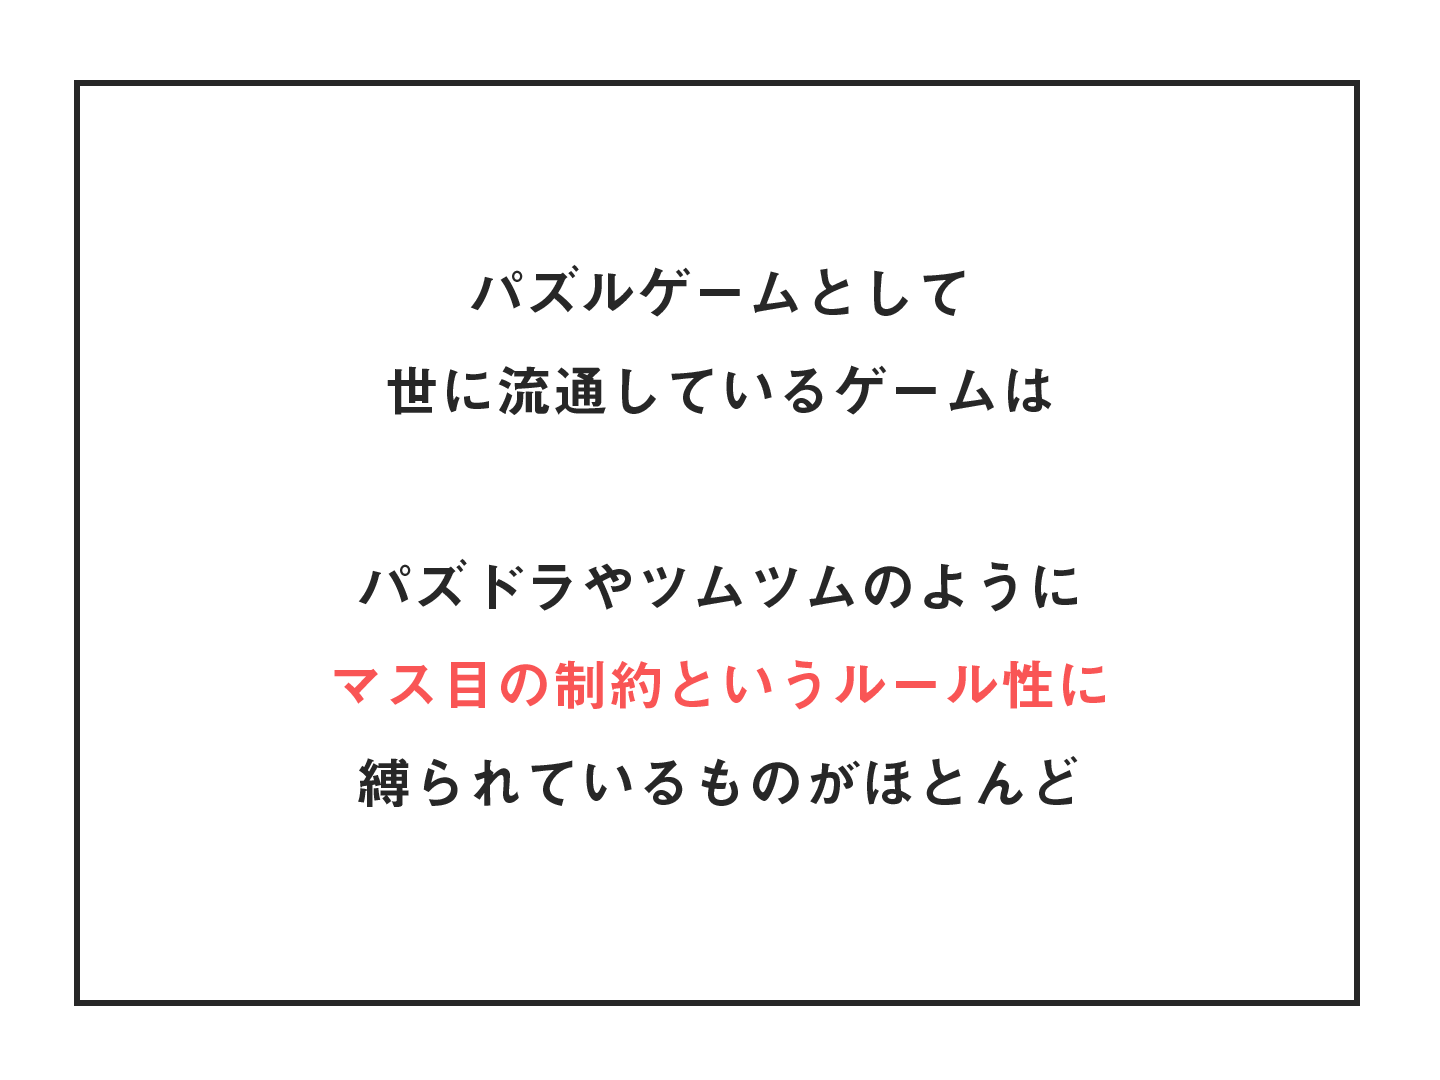 パズルゲームとして
世に流通しているゲームは
パズドラやツムツムのように
マス目の制約というルール性に
縛られているものがほとんど